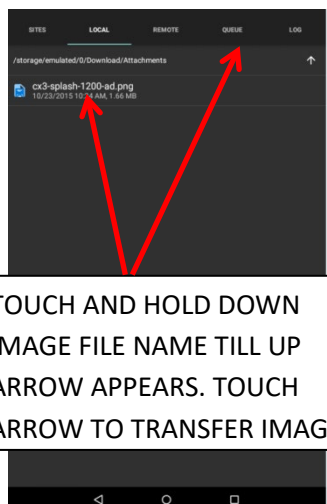 SITES LOCAL REMOTE QUEUE LOG
/storage/emulated/0/Download/Attachments
cx3-splash-1200-ad.png
10/23/2015 10:24 AM, 1.66 MB
TOUCH AND HOLD DOWN
IMAGE FILE NAME TILL UP
ARROW APPEARS. TOUCH
ARROW TO TRANSFER IMAG